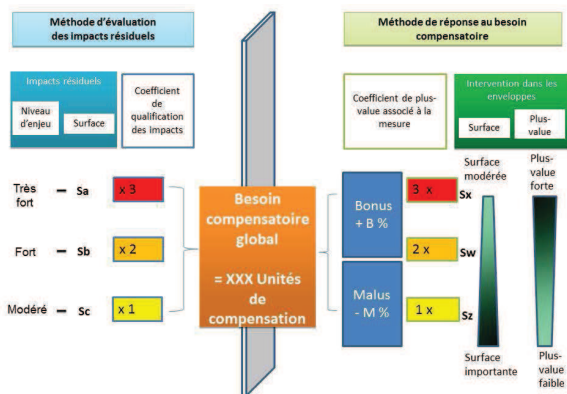 Méthode d'évaluation
des impacts résiduels
Méthode de réponse au besoin
compensatoire
Impacts résiduels
Niveau
d'enjeu
Surface
Coefficient
de
qualification
des impacts
Coefficient de plus-
value associé à la
mesure
Intervention dans les
enveloppes
Surface
Plus-
value
Très
fort
– Sa
x 3
Fort
– Sb
x 2
Modéré – Sc
x 1
Besoin
compensatoire
global
= XXX Unités
de
compensation
Bonus
+ B %
Malus
- M %
3 x
Sx
2 x
Sw
1 x
Sz
Surface
modérée
Surface
importante
Plus-
value forte
Plus-
value
faible